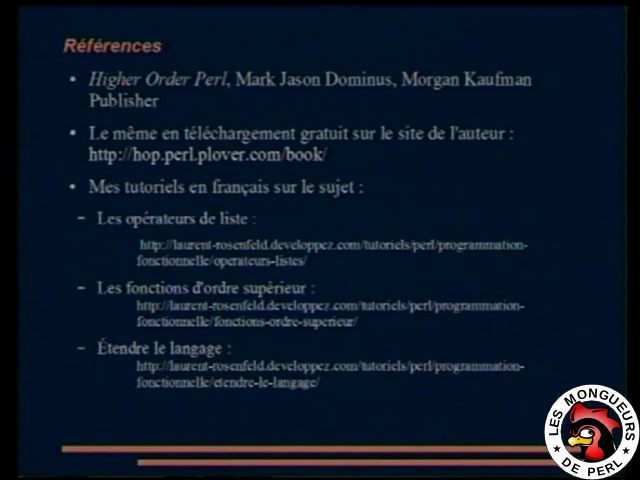 Références
• Higher Order Perl, Mark Jason Dominus, Morgan Kaufman
Publisher
• Le même en téléchargement gratuit sur le site de l'auteur :
http://hop.perl.plover.com/book/
• Mes tutoriels en français sur le sujet :
– Les opérateurs de liste :
http://laurent-rosenfeld.developpez.com/tutoriels/perl/programmation-
fonctionnelle/operateurs-listes/
– Les fonctions d'ordre supérieur :
http://laurent-rosenfeld.developpez.com/tutoriels/perl/programmation-
fonctionnelle/fonctions-ordre-superieur/
– Étendre le langage :
http://laurent-rosenfeld.developpez.com/tutoriels/perl/programmation-
fonctionnelle/etendre-le-langage/
LES MONGUEURS
DE PERL